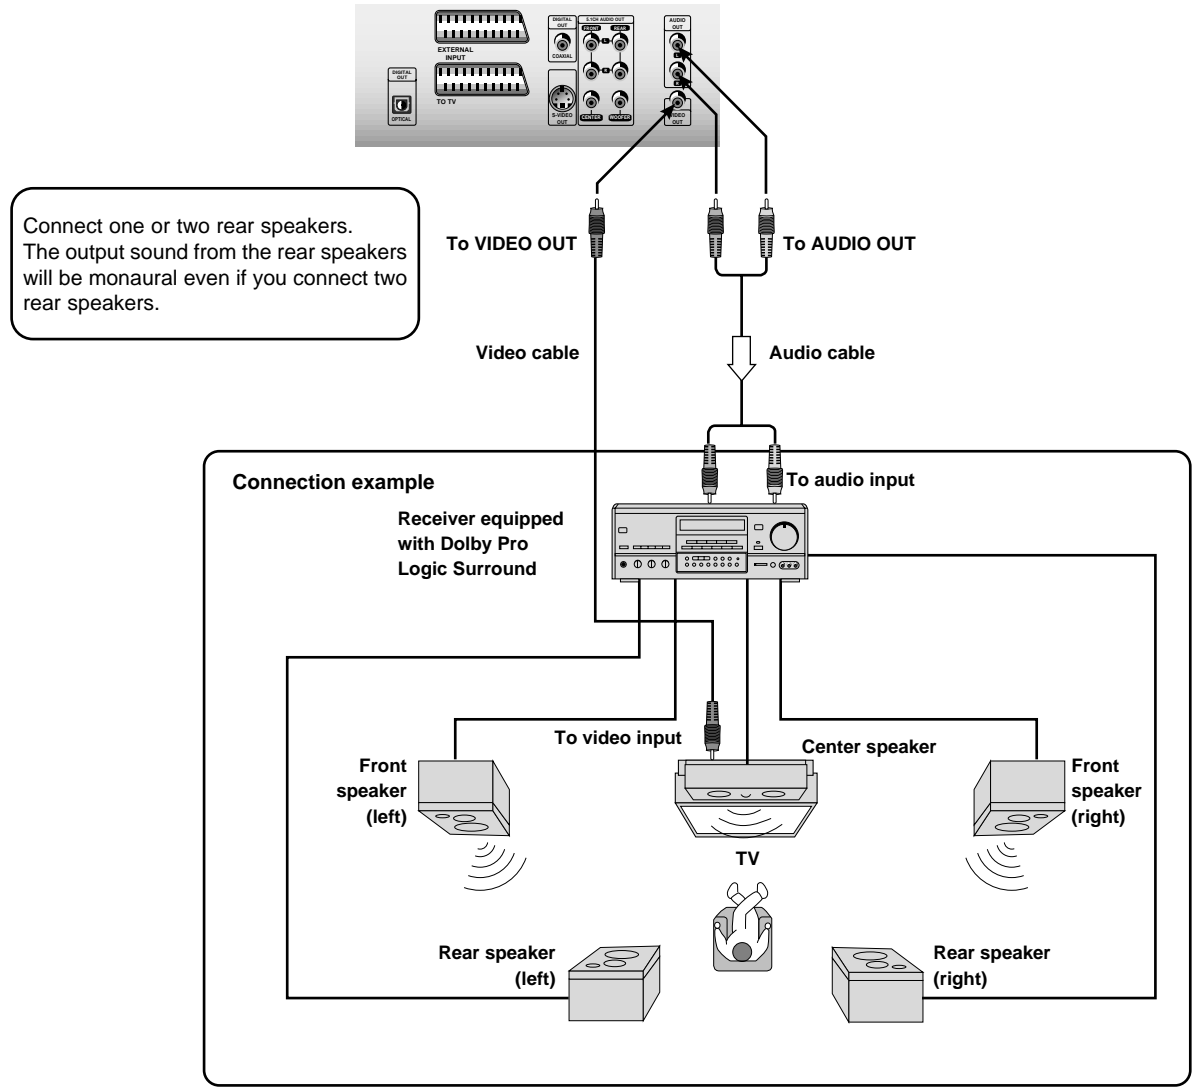 DIGITAL
OUT
5.1CH AUDIO OUT
AUDIO
OUT
FRONT
REAR
L
COAXIAL
EXTERNAL
INPUT
R
DIGITAL
OUT
TO TV
OPTICAL
S-VIDEO
OUT
CENTER
WOOFER
VIDEO
OUT
Connect one or two rear speakers.
The output sound from the rear speakers
will be monaural even if you connect two
rear speakers.
To VIDEO OUT
To AUDIO OUT
Video cable
Audio cable
Connection example
To audio input
Receiver equipped
with Dolby Pro
Logic Surround
To video input
Center speaker
Front
speaker
(left)
Front
speaker
(right)
TV
Rear speaker
(left)
Rear speaker
(right)